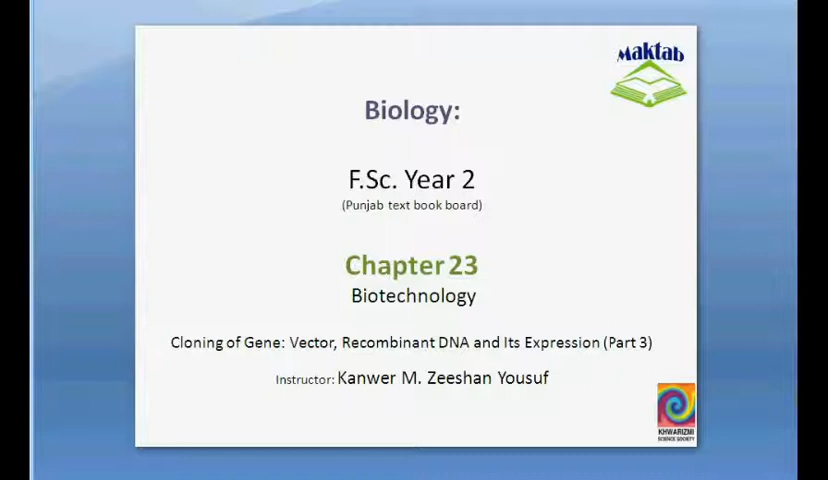 Maktab
Biology:
F.Sc. Year 2
(Punjab text book board)
Chapter 23
Biotechnology
Cloning of Gene: Vector, Recombinant DNA and Its Expression (Part 3)
Instructor: Kanwer M. Zeeshan Yousuf
KHWARIZMI
SCIENCE SOCIETY